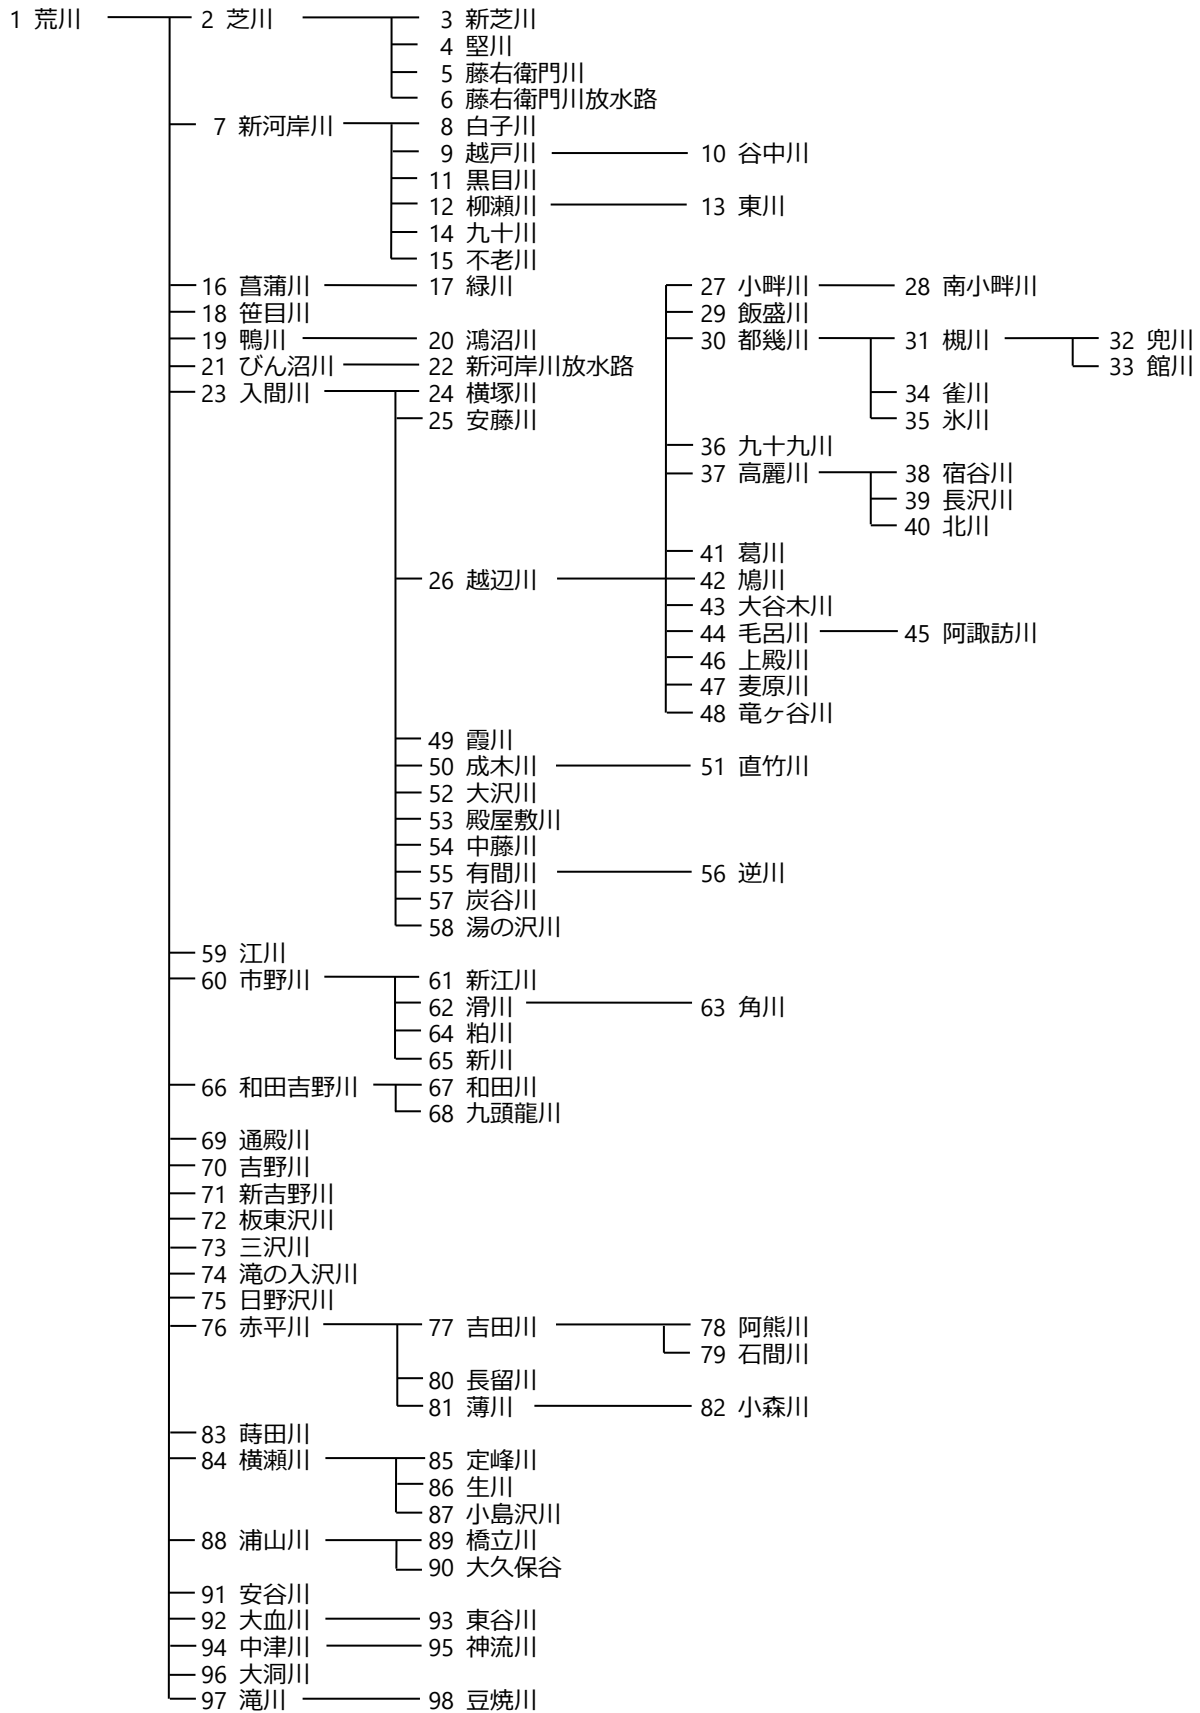 1 荒川 2 芝川 3 新芝川
4 堅川
5 藤右衛門川
6 藤右衛門川放水路
7 新河岸川 8 白子川
9 越戸川 10 谷中川
11 黒目川
12 柳瀬川 13 東川
14 九十川
15 不老川
16 菖蒲川 17 緑川 27 小畔川 28 南小畔川
18 笹目川 29 飯盛川
19 鴨川 20 鴻沼川 30 都幾川 31 槻川 32 兜川
21 びん沼川 22 新河岸川放水路 33 館川
23 入間川 24 横塚川 34 雀川
25 安藤川 35 氷川
36 九十九川
37 高麗川 38 宿谷川
39 長沢川
40 北川
41 葛川
26 越辺川 42 鳩川
43 大谷木川
44 毛呂川 45 阿諏訪川
46 上殿川
47 麦原川
48 竜ヶ谷川
49 霞川
50 成木川 51 直竹川
52 大沢川
53 殿屋敷川
54 中藤川
55 有間川 56 逆川
57 炭谷川
58 湯の沢川
59 江川
60 市野川 61 新江川
62 滑川 63 角川
64 粕川
65 新川
66 和田吉野川 67 和田川
68 九頭龍川
69 通殿川
70 吉野川
71 新吉野川
72 板東沢川
73 三沢川
74 滝の入沢川
75 日野沢川
76 赤平川 77 吉田川 78 阿熊川
79 石間川
80 長留川
81 薄川 82 小森川
83 蒔田川
84 横瀬川 85 定峰川
86 生川
87 小島沢川
88 浦山川 89 橋立川
90 大久保谷
91 安谷川
92 大血川 93 東谷川
94 中津川 95 神流川
96 大洞川
97 滝川 98 豆焼川